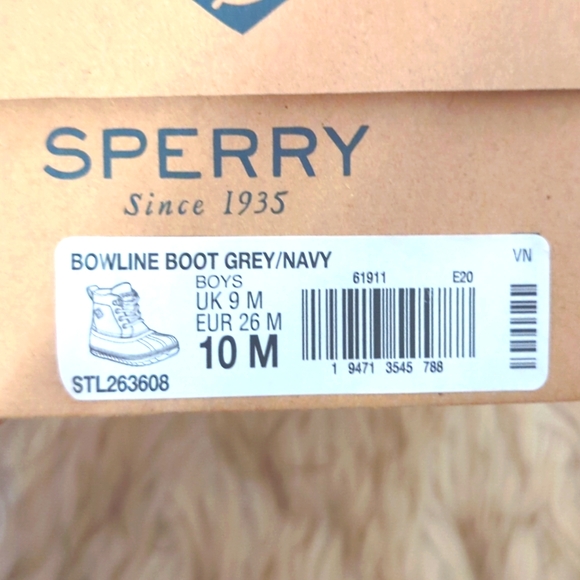 SPERRY
Since 1935
BOWLINE BOOT GREY/NAVY
VN
BOYS
61911
E20
UK 9 M
EUR 26 M
10 M
1 9471 3545 788
STL263608